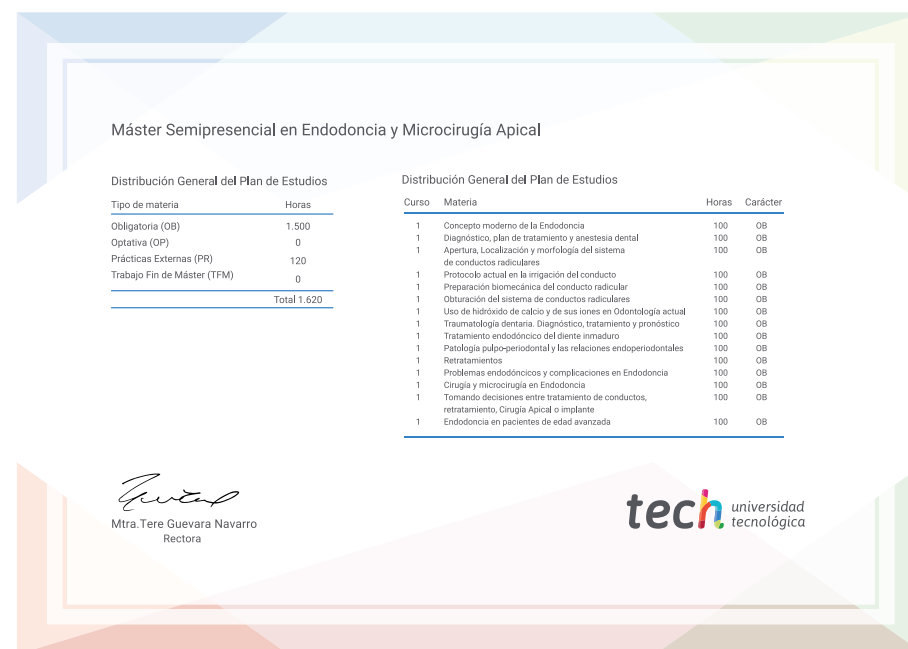 Máster Semipresencial en Endodoncia y Microcirugía Apical
Distribución General del Plan de Estudios
Tipo de materia Horas
Obligatoria (OB) 1.500
Optativa (OP) 0
Prácticas Externas (PR) 120
Trabajo Fin de Máster (TFM) 0
Total 1.620
Distribución General del Plan de Estudios
Curso Materia Horas Carácter
1 Concepto moderno de la Endodoncia 100 OB
1 Diagnóstico, plan de tratamiento y anestesia dental 100 OB
1 Apertura, Localización y morfología del sistema 100 OB
de conductos radiculares
1 Protocolo actual en la irrigación del conducto 100 OB
1 Preparación biomecánica del conducto radicular 100 OB
1 Obturación del sistema de conductos radiculares 100 OB
1 Uso de hidróxido de calcio y de sus iones en Odontología actual 100 OB
1 Traumatología dentaria. Diagnóstico, tratamiento y pronóstico 100 OB
1 Tratamiento endodóncico del diente inmaduro 100 OB
1 Patología pulpo-periodontal y las relaciones endoperiodontales 100 OB
1 Retratamientos 100 OB
1 Problemas endodóncicos y complicaciones en Endodoncia 100 OB
1 Cirugía y microcirugía en Endodoncia 100 OB
1 Tomando decisiones entre tratamiento de conductos, 100 OB
retratamiento, Cirugía Apical o implante
1 Endodoncia en pacientes de edad avanzada 100 OB
Mtra.Tere Guevara Navarro
Rectora
tech universidad
tecnológica